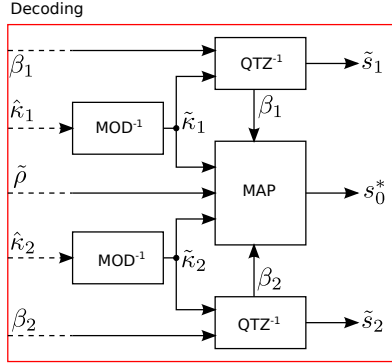 Decoding
β₁
QTZ⁻¹
s̃₁
κ̂₁
MOD⁻¹
κ̃₁
β₁
ρ̃
MAP
s₀*
κ̂₂
MOD⁻¹
κ̃₂
β₂
β₂
QTZ⁻¹
s̃₂